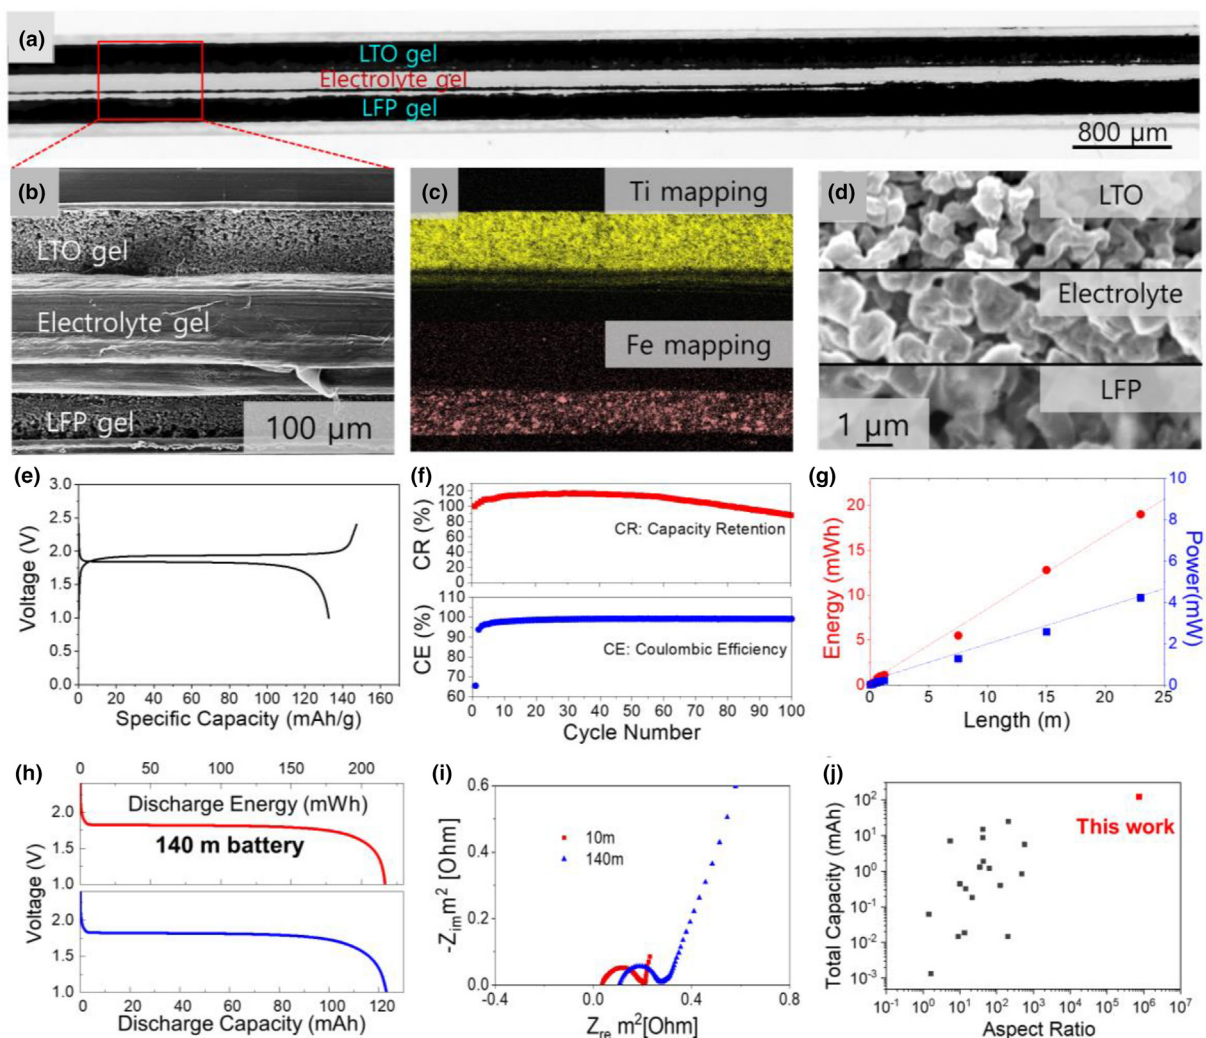 (a)
LTO gel
Electrolyte gel
LFP gel
800 μm
(b)
LTO gel
Electrolyte gel
LFP gel
100 μm
(c)
Ti mapping
Fe mapping
(d)
LTO
Electrolyte
LFP
1 μm
(e)
3.0
2.5
2.0
1.5
1.0
0.5
0.0
Voltage (V)
0 20 40 60 80 100 120 140 160
Specific Capacity (mAh/g)
(f)
120
100
80
60
40
20
0
CR (%)
CR: Capacity Retention
110
100
90
80
70
60
CE (%)
CE: Coulombic Efficiency
0 10 20 30 40 50 60 70 80 90 100
Cycle Number
(g)
20
15
10
5
0
Energy (mWh)
10
8
6
4
2
0
Power(mW)
5 10 15 20 25
Length (m)
(h)
0 50 100 150 200
Discharge Energy (mWh)
140 m battery
2.0
1.5
1.0
2.0
1.5
1.0
Voltage (V)
0 20 40 60 80 100 120
Discharge Capacity (mAh)
(i)
0.6
0.4
0.2
0.0
-Zimm² [Ohm]
10m
140m
-0.4 0.0 0.4 0.8
Zre m²[Ohm]
(j)
10²
10¹
10⁰
10⁻¹
10⁻²
10⁻³
Total Capacity (mAh)
This work
10⁻¹ 10⁰ 10¹ 10² 10³ 10⁴ 10⁵ 10⁶ 10⁷
Aspect Ratio